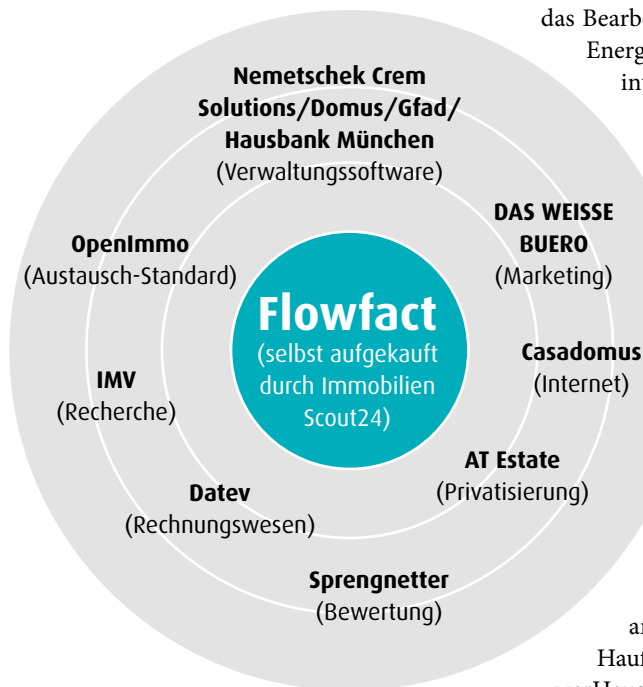 das
Nemetschek Crem
Solutions/Domus/Gfad/
Hausbank München
(Verwaltungssoftware)
DAS WEISSE
BUERO
(Marketing)
OpenImmo
(Austausch-Standard)
Flowfact
(selbst aufgekauft
durch Immobilien
Scout24)
Casadomus
(Internet)
IMV
(Recherche)
AT Estate
(Privatisierung)
Datev
(Rechnungswesen)
Sprengnetter
(Bewertung)